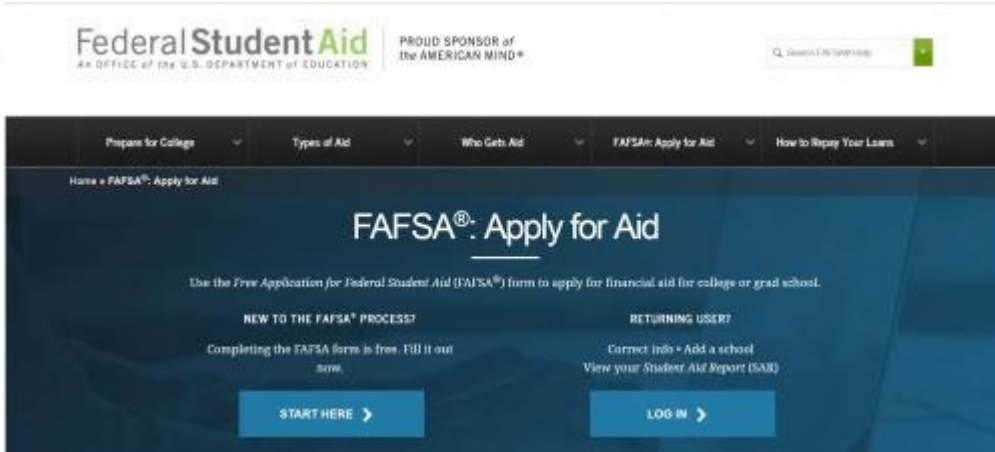 Federal Student Aid
An OFFICE of the U.S. DEPARTMENT of EDUCATION
PROUD SPONSOR of
the AMERICAN MIND®
Search FAFSA® Help
Prepare for College
Types of Aid
Who Gets Aid
FAFSA®: Apply for Aid
How to Repay Your Loans
Home » FAFSA®: Apply for Aid
FAFSA®: Apply for Aid
Use the Free Application for Federal Student Aid (FAFSA®) form to apply for financial aid for college or grad school.
NEW TO THE FAFSA® PROCESS?
Completing the FAFSA form is free. Fill it out
now.
START HERE
RETURNING USER?
Correct info • Add a school
View your Student Aid Report (SAR)
LOG IN